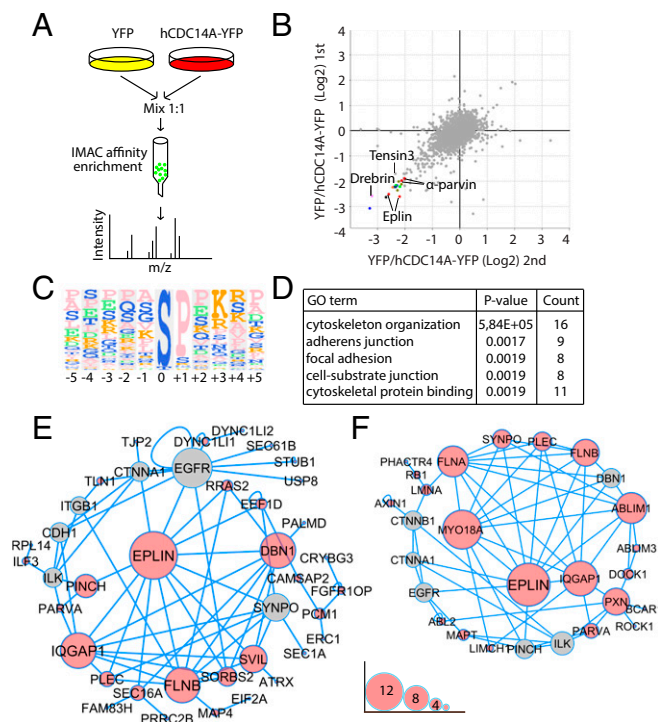 A
YFP hCDC14A-YFP
Mix 1:1
IMAC affinity
enrichment
Intensity
m/z
B
YFP/hCDC14A-YFP (Log2) 1st
4
3
2
1
0
-1
-2
-3
-4
Tensin3
Drebrin
α-parvin
Eplin
-3 -2 -1 0 1 2 3 4
YFP/hCDC14A-YFP (Log2) 2nd
C
S P K
-5 -4 -3 -2 -1 0 +1 +2 +3 +4 +5
D
GO term P-value Count
cytoskeleton organization 5,84E+05 16
adherens junction 0.0017 9
focal adhesion 0.0019 8
cell-substrate junction 0.0019 8
cytoskeletal protein binding 0.0019 11
E
DYNC1LI2
TJP2 DYNC1LI1 SEC61B
CTNNA1 EGFR STUB1
TLN1 RRAS2 USP8
ITGB1 EEF1D
CDH1 PALMD
RPL14 EPLIN DBN1 CRYBG3
ILF3
ILK PINCH CAMSAP2 FGFR1OP
PARVA SYNPO PCM1
IQGAP1 ERC1
SVIL SEC1A
PLEC FLNB SORBS2 ATRX
SEC16A EIF2A
FAM83H MAP4
PRRC2B
F
SYNPO PLEC
PHACTR4 FLNA FLNB
RB1 DBN1
LMNA
AXIN1 ABLIM1
CTNNB1 MYO18A
ABLIM3
CTNNA1 IQGAP1 DOCK1
EPLIN
EGFR PXN BCAR
ABL2 ROCK1
MAPT PARVA
LIMCH1 PINCH ILK
12 8 4